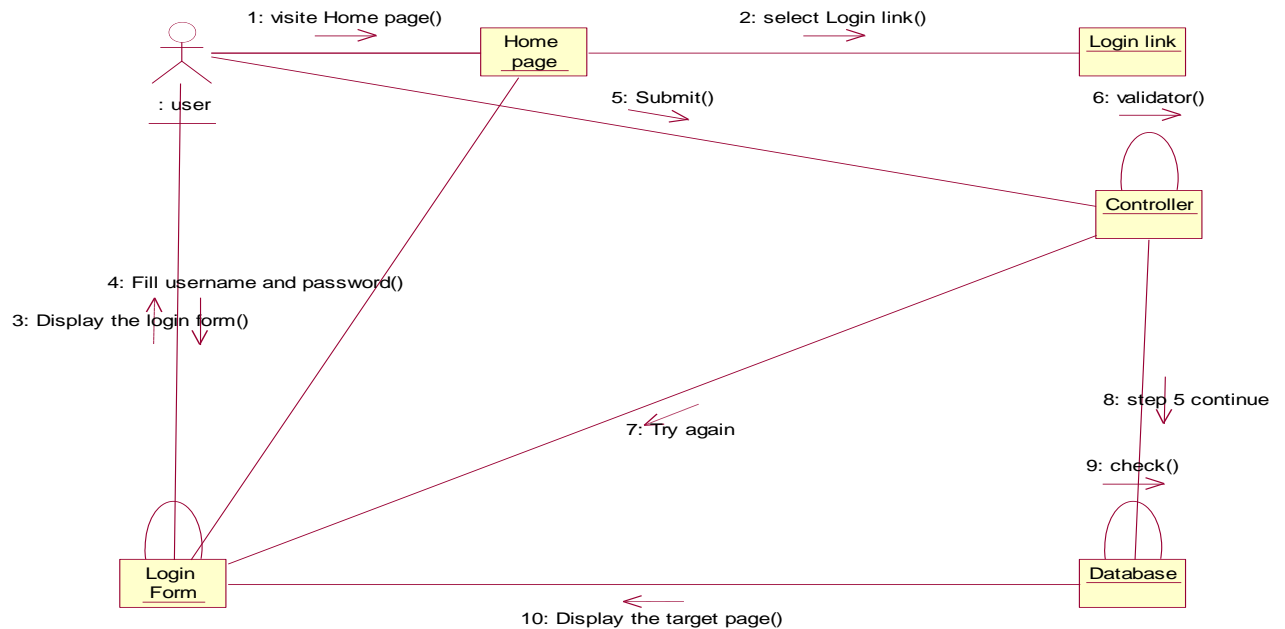 1: visite Home page()
2: select Login link()
Home
page
Login link
: user
5: Submit()
6: validator()
Controller
4: Fill username and password()
3: Display the login form()
8: step 5 continue
7: Try again
9: check()
Login
Form
Database
10: Display the target page()